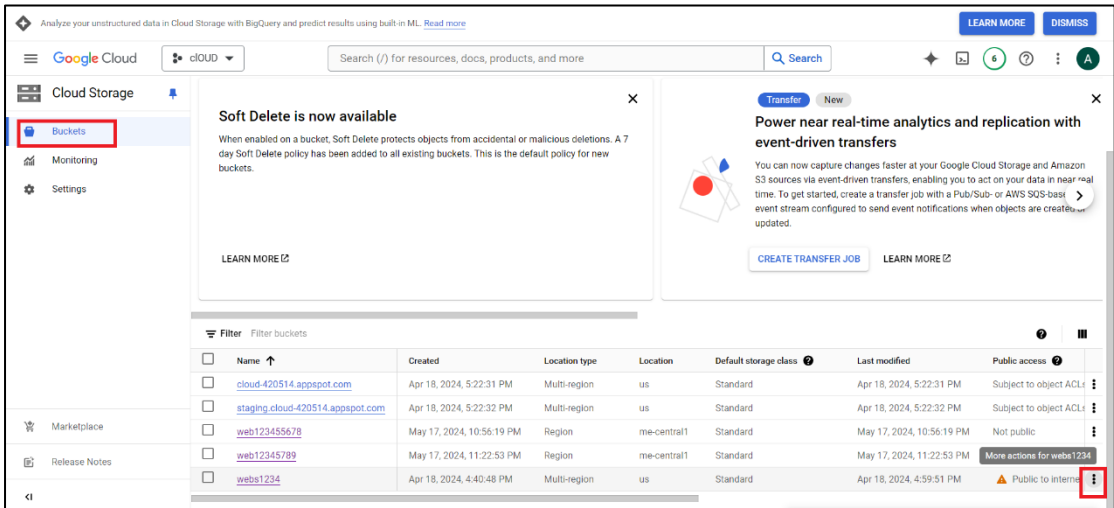 Analyze your unstructured data in Cloud Storage with BigQuery and predict results using built-in ML. Read more
LEARN MORE
DISMISS
Google Cloud
clOUD
Search (/) for resources, docs, products, and more
Search
6
A
Cloud Storage
Buckets
Monitoring
Settings
Marketplace
Release Notes
Soft Delete is now available
When enabled on a bucket, Soft Delete protects objects from accidental or malicious deletions. A 7
day Soft Delete policy has been added to all existing buckets. This is the default policy for new
buckets.
LEARN MORE
Transfer New
Power near real-time analytics and replication with
event-driven transfers
You can now capture changes faster at your Google Cloud Storage and Amazon
S3 sources via event-driven transfers, enabling you to act on your data in near real
time. To get started, create a transfer job with a Pub/Sub- or AWS SQS-base
event stream configured to send event notifications when objects are created or
updated.
CREATE TRANSFER JOB LEARN MORE
Filter Filter buckets
Name Created Location type Location Default storage class Last modified Public access
cloud-420514.appspot.com Apr 18, 2024, 5:22:31 PM Multi-region us Standard Apr 18, 2024, 5:22:31 PM Subject to object ACLs
staging.cloud-420514.appspot.com Apr 18, 2024, 5:22:32 PM Multi-region us Standard Apr 18, 2024, 5:22:32 PM Subject to object ACLs
web123455678 May 17, 2024, 10:56:19 PM Region me-central1 Standard May 17, 2024, 10:56:19 PM Not public
web12345789 May 17, 2024, 11:22:53 PM Region me-central1 Standard May 17, 2024, 11:22:53 PM More actions for webs1234
webs1234 Apr 18, 2024, 4:40:48 PM Multi-region us Standard Apr 18, 2024, 4:59:51 PM Public to interne